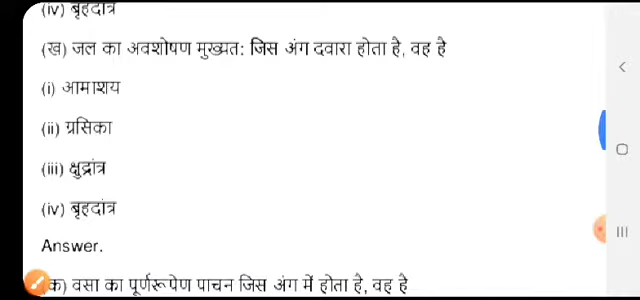 (iv) बृहदांत्र
(ख) जल का अवशोषण मुख्यत: जिस अंग दवारा होता है, वह है
(i) आमाशय
(ii) ग्रसिका
(iii) क्षुद्रांत्र
(iv) बृहदांत्र
Answer.
क) वसा का पूर्णरूपेण पाचन जिस अंग में होता है, वह है